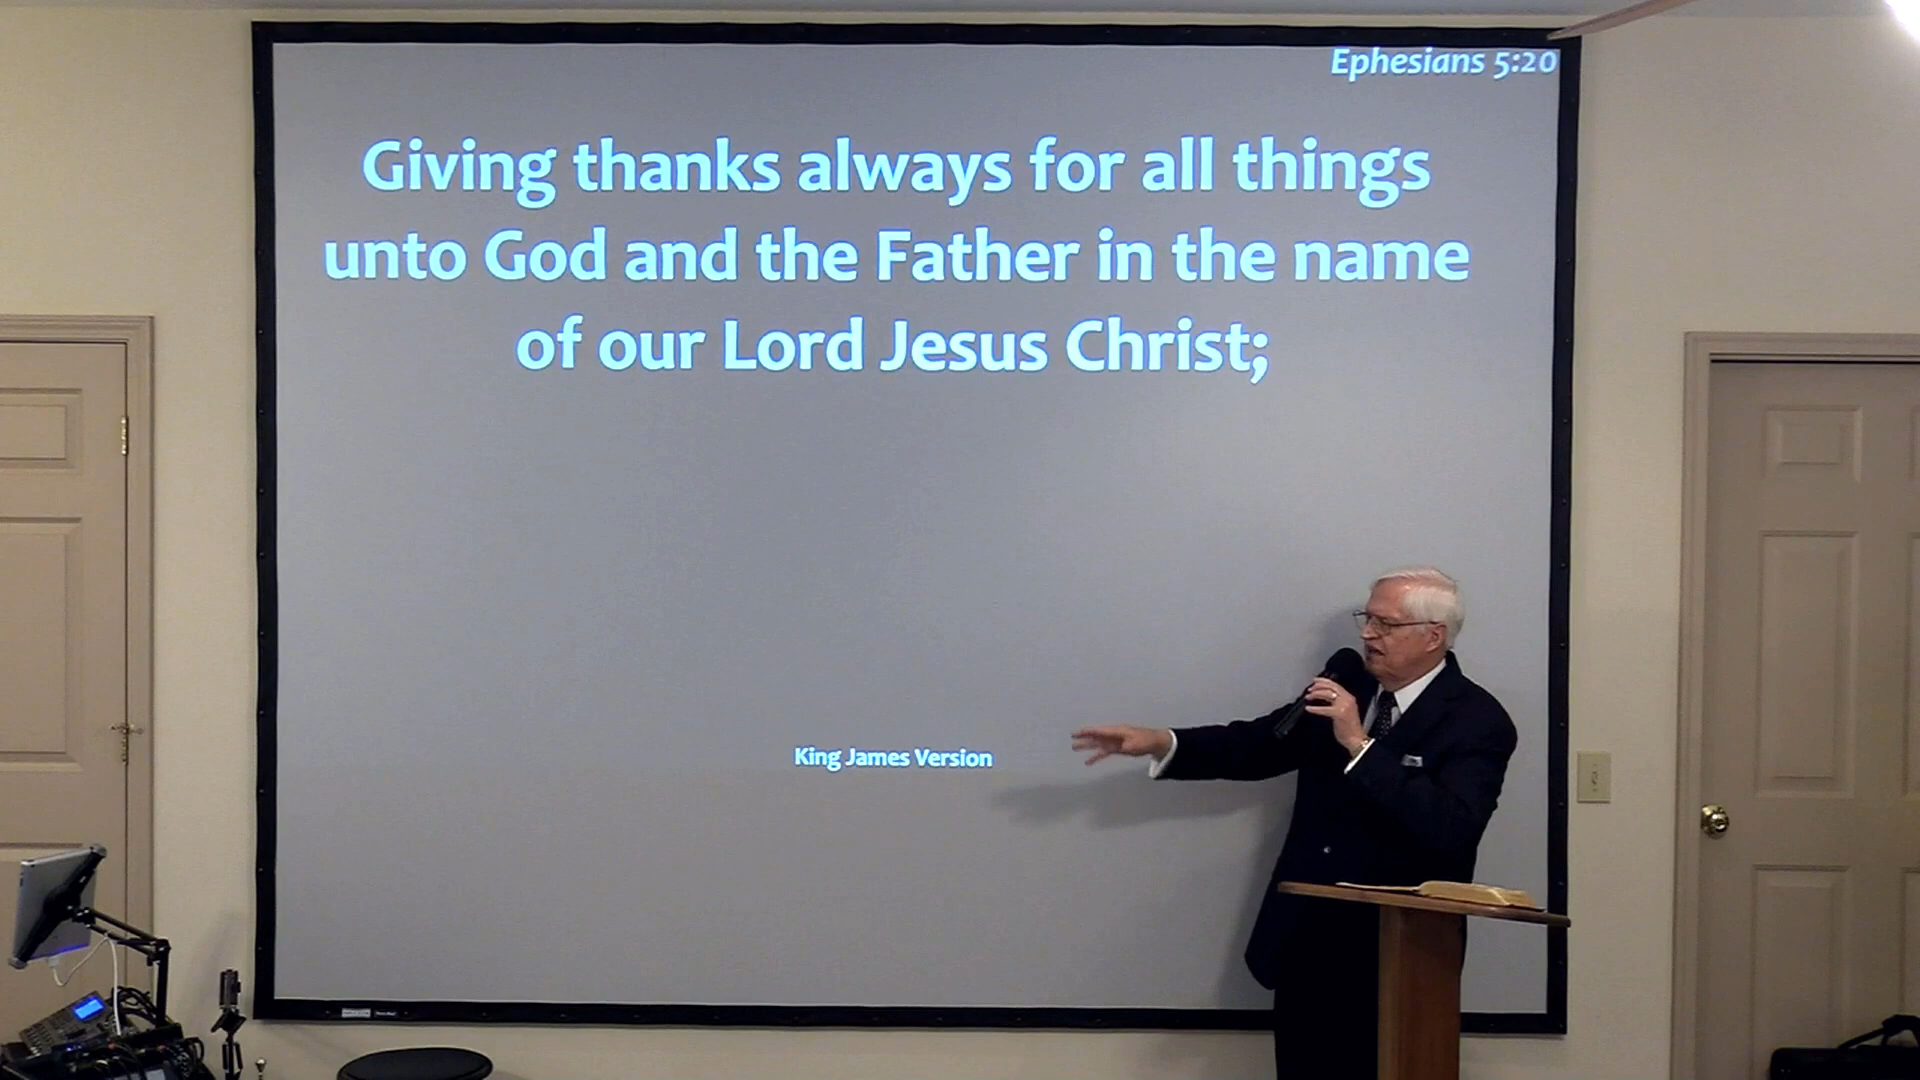 Ephesians 5:20
Giving thanks always for all things
unto God and the Father in the name
of our Lord Jesus Christ;
King James Version